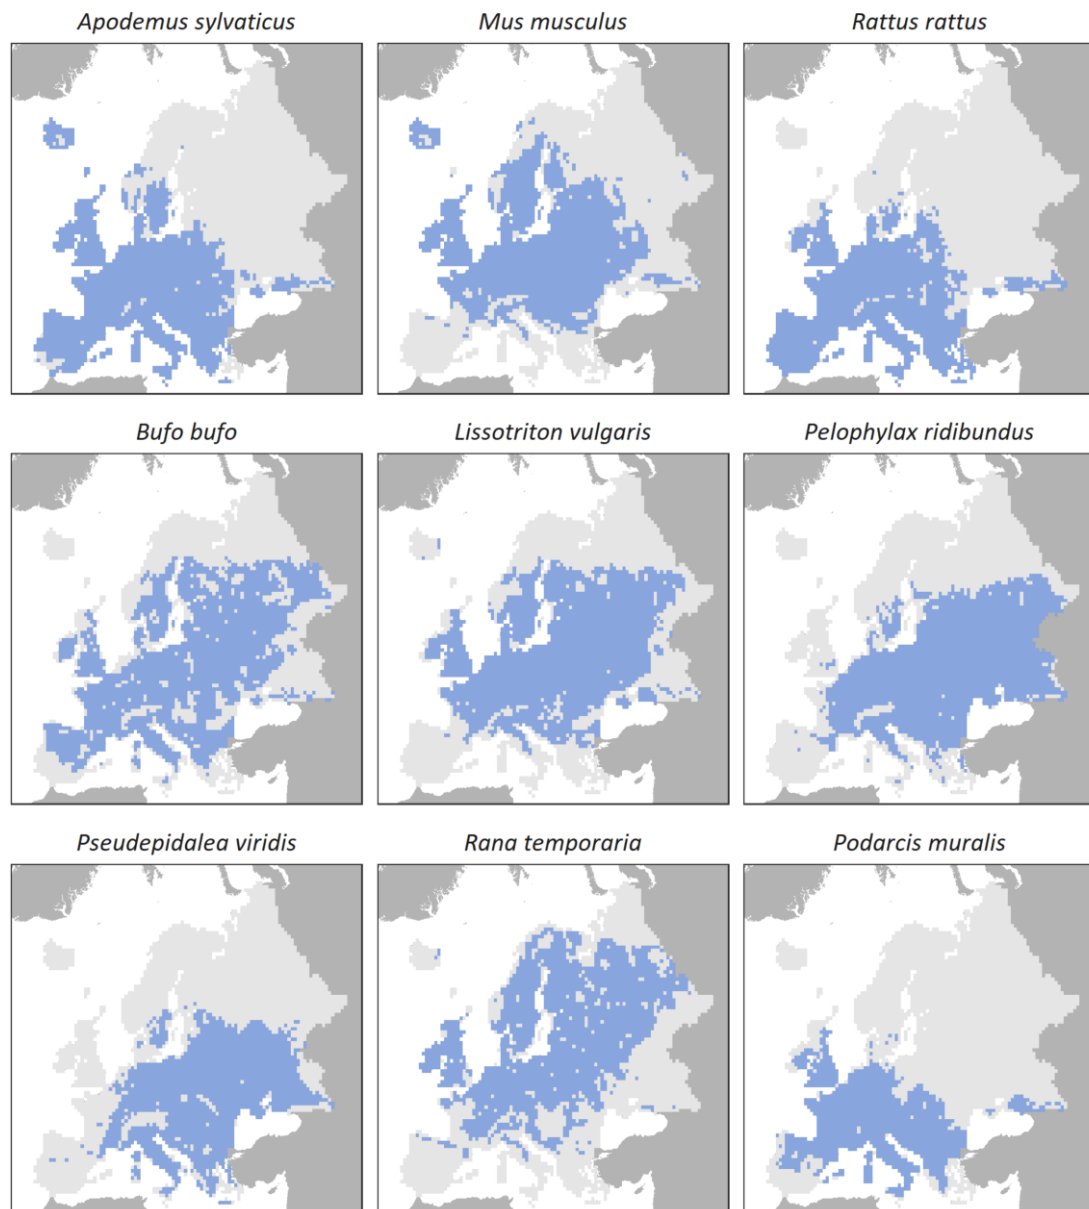 Apodemus sylvaticus
Mus musculus
Rattus rattus
Bufo bufo
Lissotriton vulgaris
Pelophylax ridibundus
Pseudepidalea viridis
Rana temporaria
Podarcis muralis